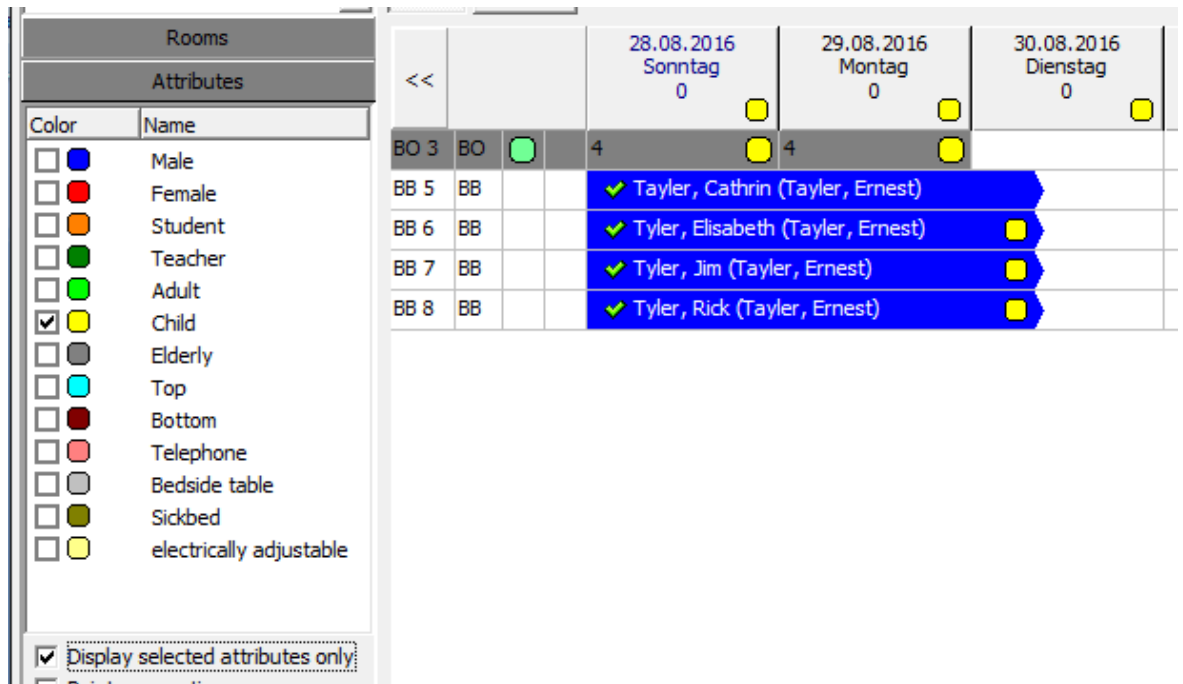 Rooms
Attributes
Color Name
Male
Female
Student
Teacher
Adult
Child
Elderly
Top
Bottom
Telephone
Bedside table
Sickbed
electrically adjustable
Display selected attributes only
<< 28.08.2016 29.08.2016 30.08.2016
Sonntag Montag Dienstag
0 0 0
BO 3 BO 4 4
BB 5 BB Tayler, Cathrin (Tayler, Ernest)
BB 6 BB Tyler, Elisabeth (Tayler, Ernest)
BB 7 BB Tyler, Jim (Tayler, Ernest)
BB 8 BB Tyler, Rick (Tayler, Ernest)